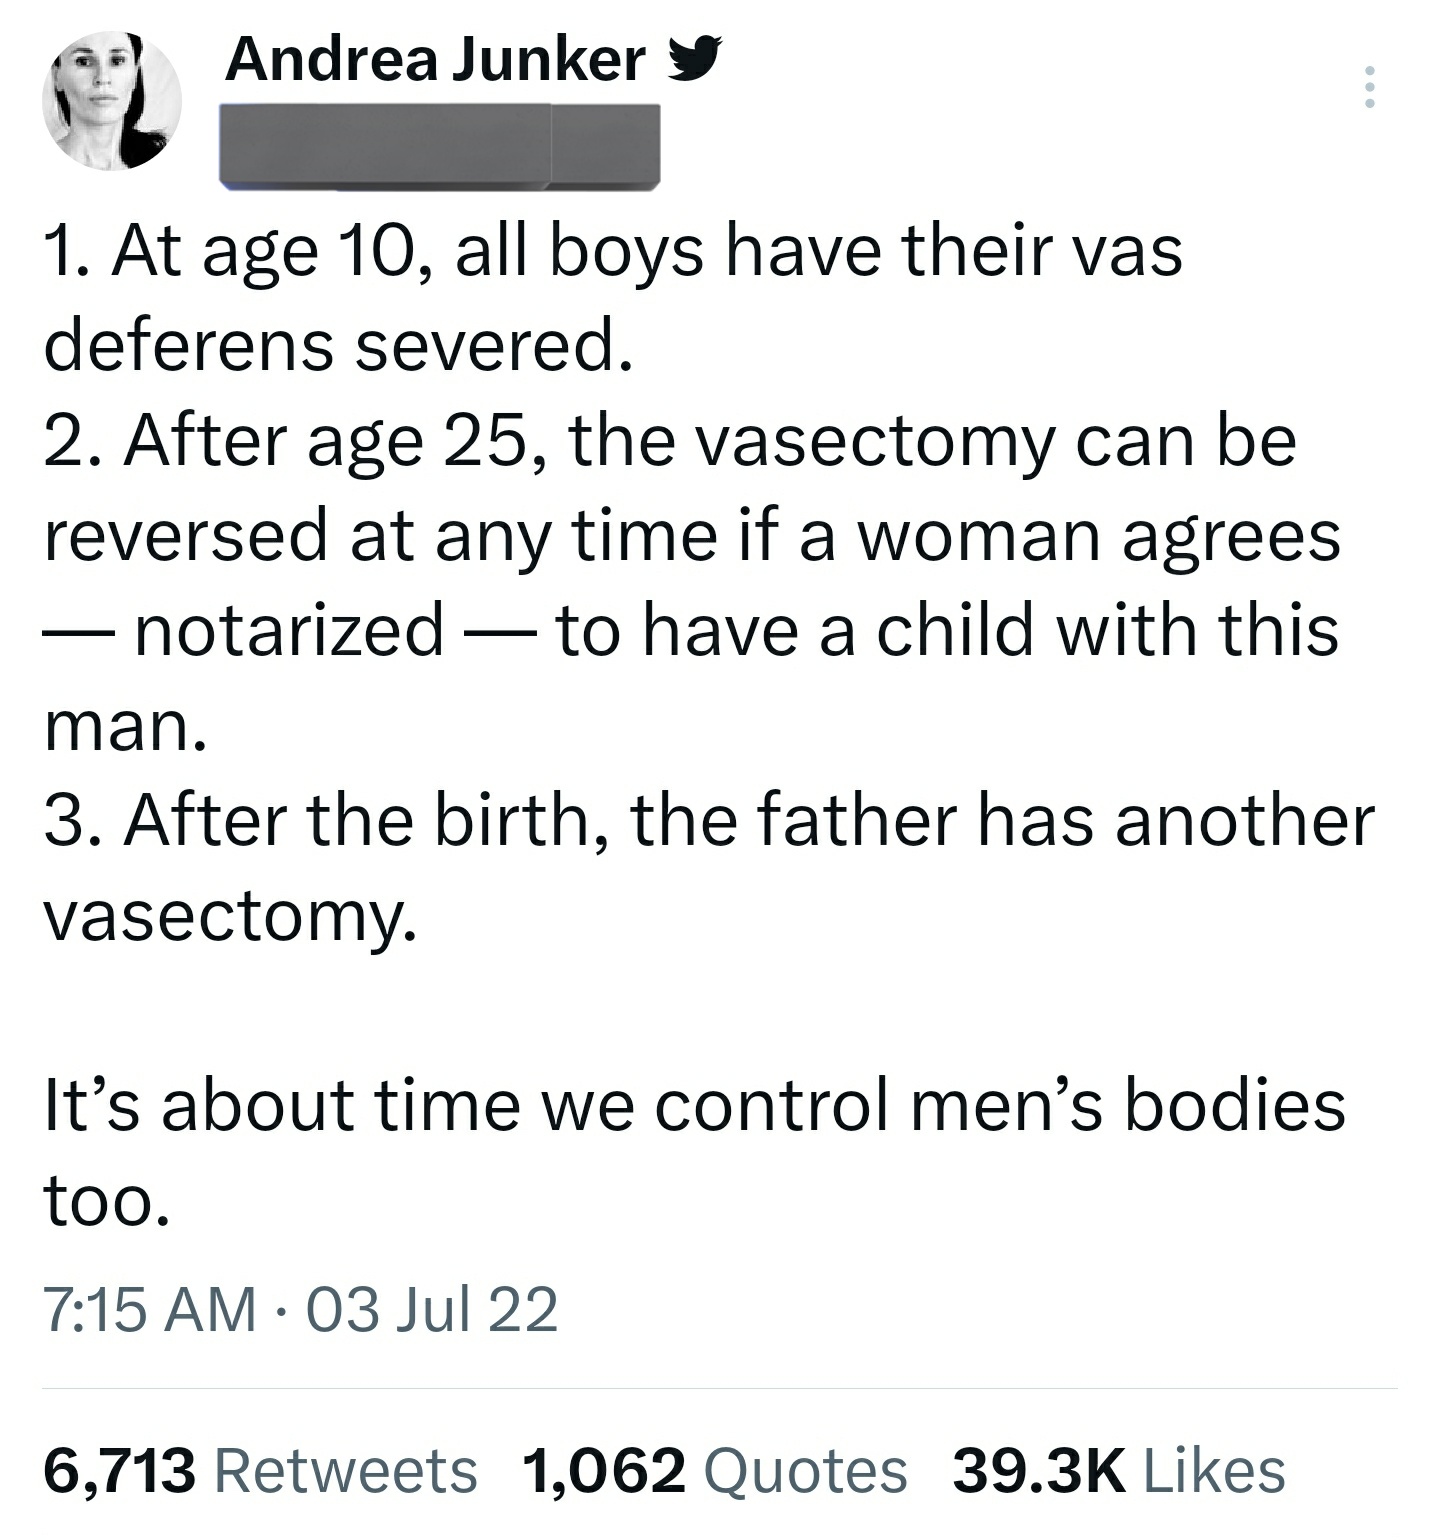 Andrea Junker
1. At age 10, all boys have their vas
deferens severed.
2. After age 25, the vasectomy can be
reversed at any time if a woman agrees
— notarized — to have a child with this
man.
3. After the birth, the father has another
vasectomy.
It’s about time we control men’s bodies
too.
7:15 AM · 03 Jul 22
6,713 Retweets 1,062 Quotes 39.3K Likes